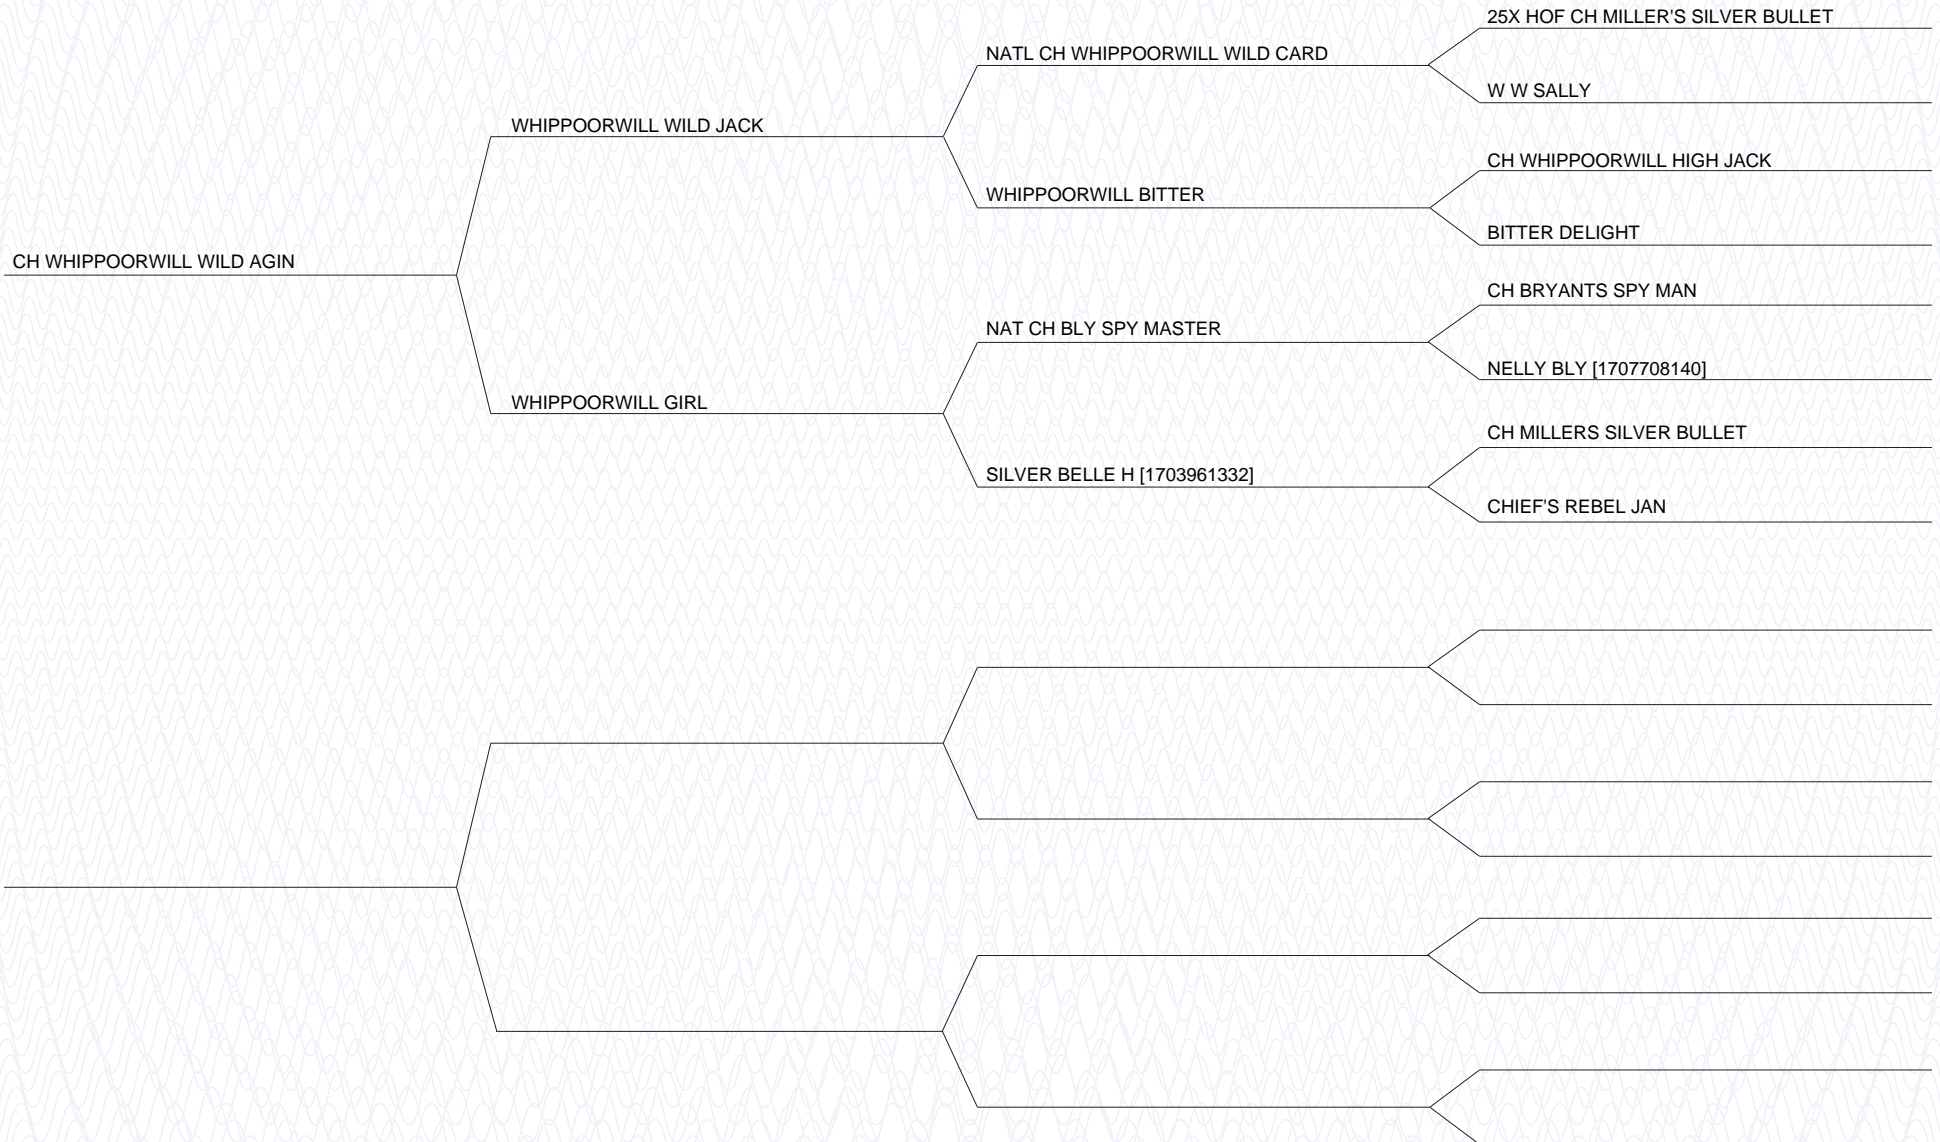 25X HOF CH MILLER'S SILVER BULLET
NATL CH WHIPPOORWILL WILD CARD
W W SALLY
WHIPPOORWILL WILD JACK
CH WHIPPOORWILL HIGH JACK
WHIPPOORWILL BITTER
BITTER DELIGHT
CH WHIPPOORWILL WILD AGIN
CH BRYANTS SPY MAN
NAT CH BLY SPY MASTER
NELLY BLY [1707708140]
WHIPPOORWILL GIRL
CH MILLERS SILVER BULLET
SILVER BELLE H [1703961332]
CHIEF'S REBEL JAN